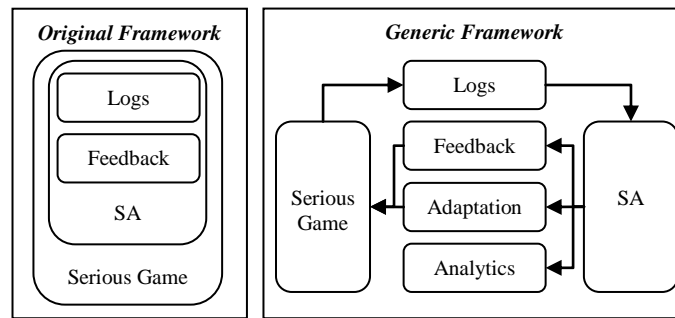 Original Framework
Logs
Feedback
SA
Serious Game
Generic Framework
Logs
Feedback
Serious
Game
Adaptation
SA
Analytics